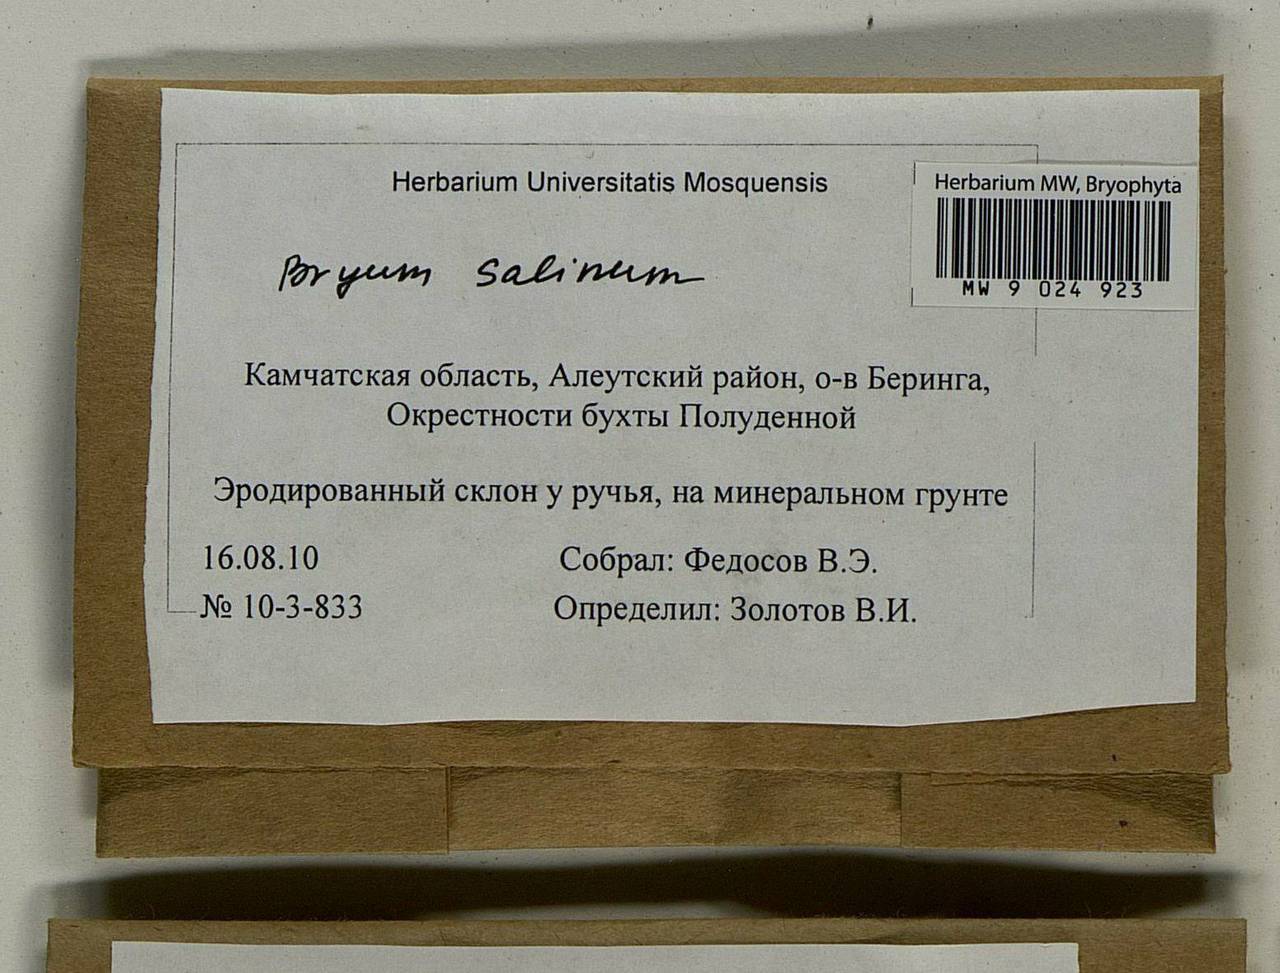 Herbarium Universitatis Mosquensis
Herbarium MW, Bryophyta
MW 9 024 923
Bryum salinum
Камчатская область, Алеутский район, о-в Беринга,
Окрестности бухты Полуденной
Эродированный склон у ручья, на минеральном грунте
16.08.10 Собрал: Федосов В.Э.
№ 10-3-833 Определил: Золотов В.И.